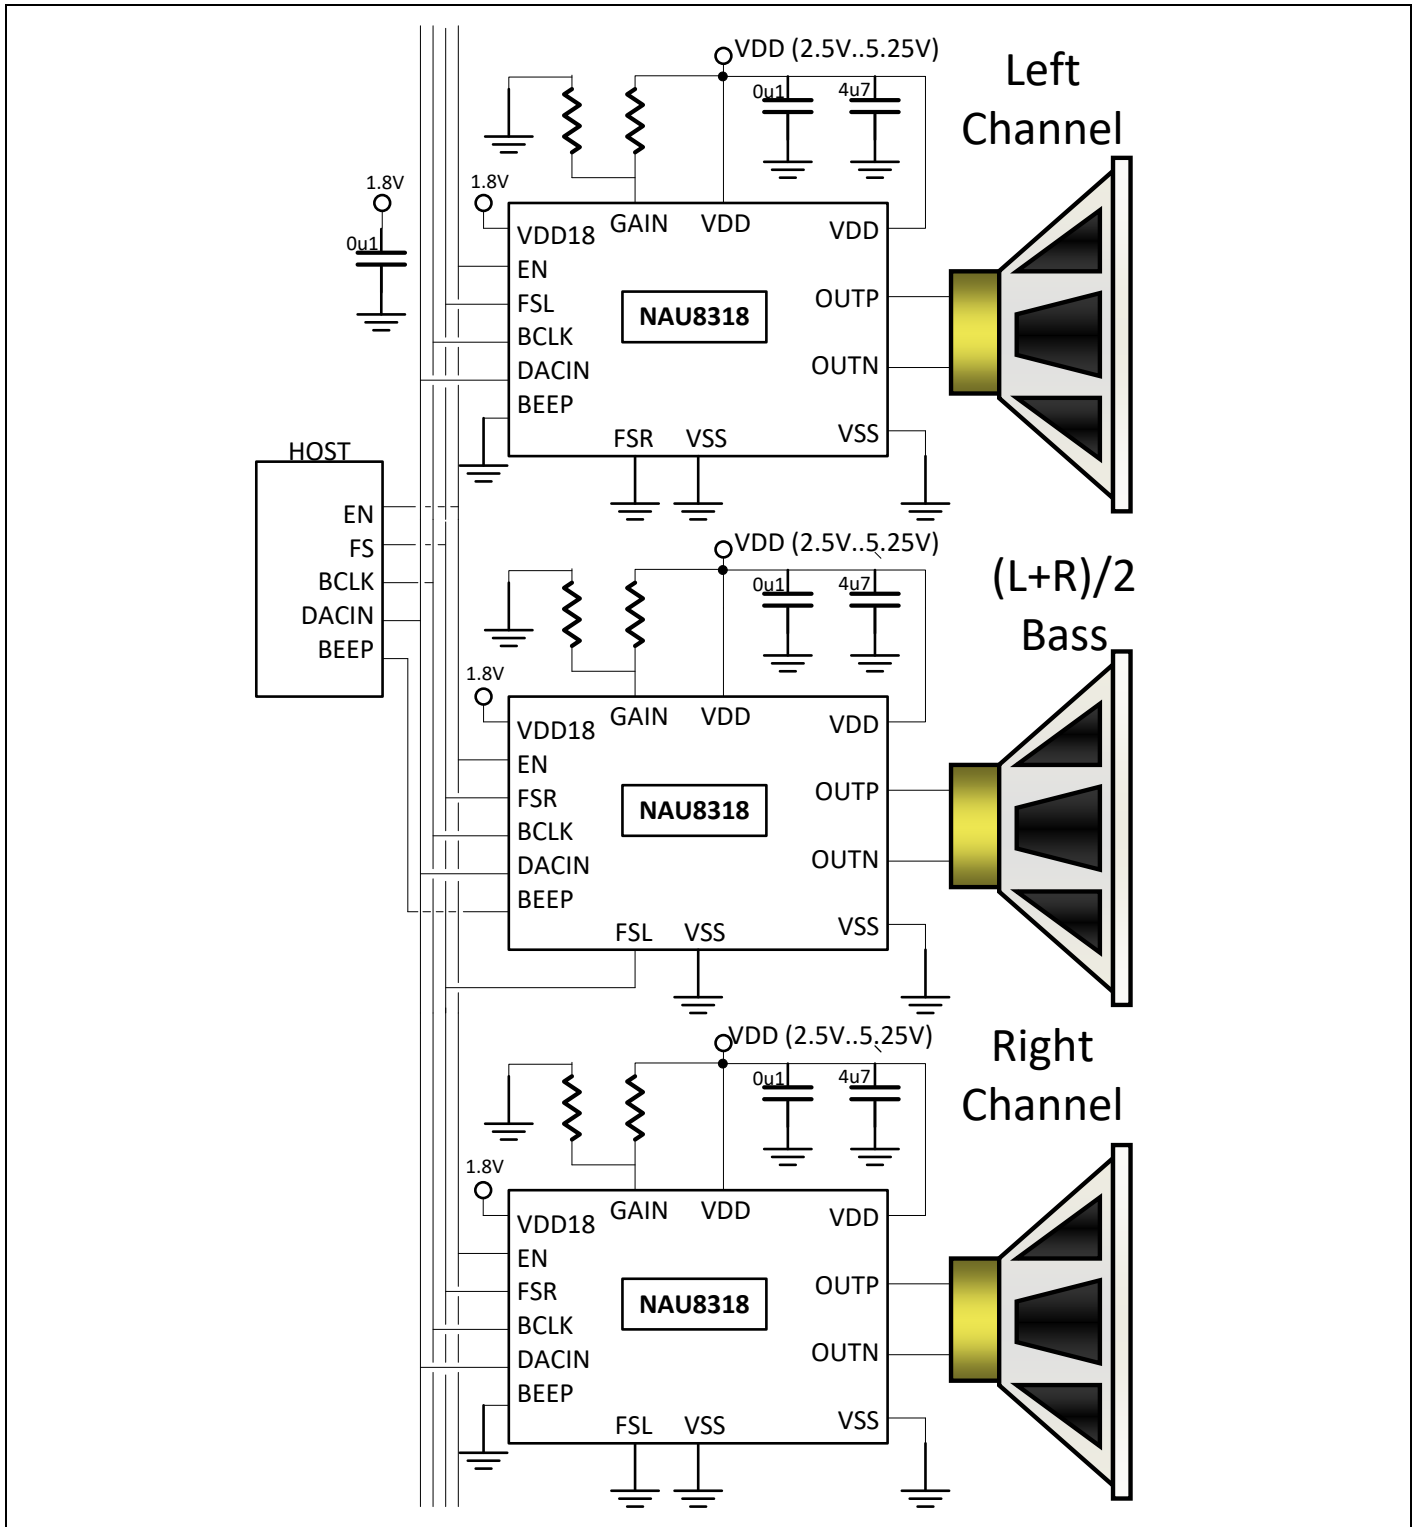 VDD (2.5V..5.25V)
Left
Channel
0u1
4u7
1.8V
1.8V
0u1
GAIN
VDD
VDD
VDD18
EN
FSL
BCLK
DACIN
BEEP
NAU8318
OUTP
OUTN
VSS
FSR
VSS
HOST
EN
FS
BCLK
DACIN
BEEP
VDD (2.5V..5.25V)
(L+R)/2
Bass
0u1
4u7
1.8V
GAIN
VDD
VDD
VDD18
EN
FSR
BCLK
DACIN
BEEP
NAU8318
OUTP
OUTN
VSS
FSL
VSS
VDD (2.5V..5.25V)
Right
Channel
0u1
4u7
1.8V
GAIN
VDD
VDD
VDD18
EN
FSR
BCLK
DACIN
BEEP
NAU8318
OUTP
OUTN
VSS
FSL
VSS